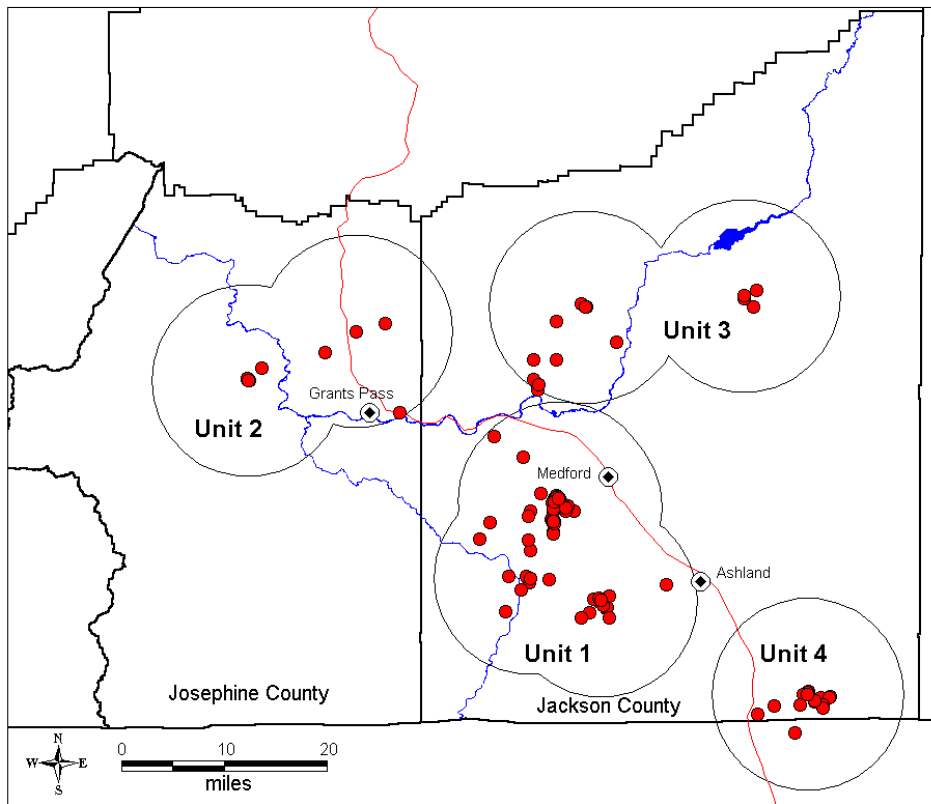 Unit 3
Grants Pass
Unit 2
Medford
Ashland
Unit 1
Unit 4
Josephine County
Jackson County
N
W E
S
0 10 20
miles